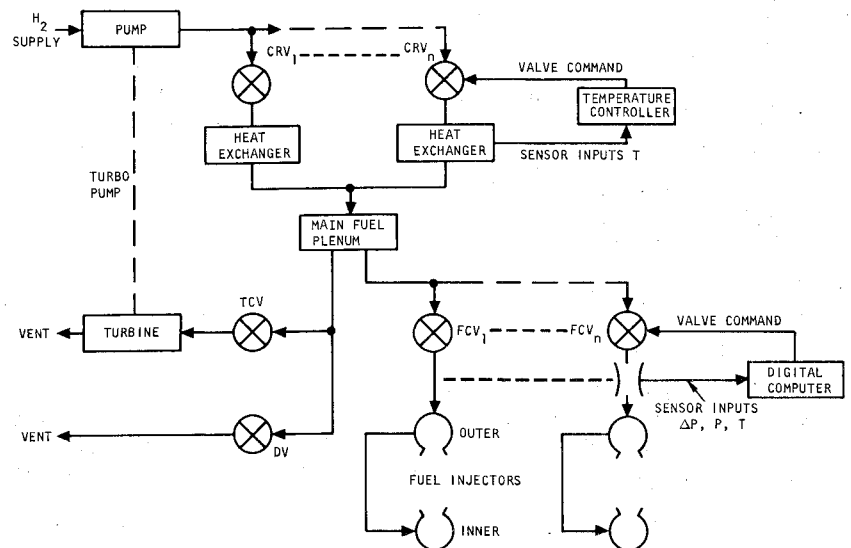 H2
SUPPLY
PUMP
CRV1
CRVn
VALVE COMMAND
TEMPERATURE
CONTROLLER
HEAT
EXCHANGER
HEAT
EXCHANGER
SENSOR INPUTS T
TURBO
PUMP
MAIN FUEL
PLENUM
TCV
VENT
TURBINE
FCV1
FCVn
VALVE COMMAND
DIGITAL
COMPUTER
SENSOR INPUTS
ΔP, P, T
VENT
DV
OUTER
FUEL INJECTORS
INNER